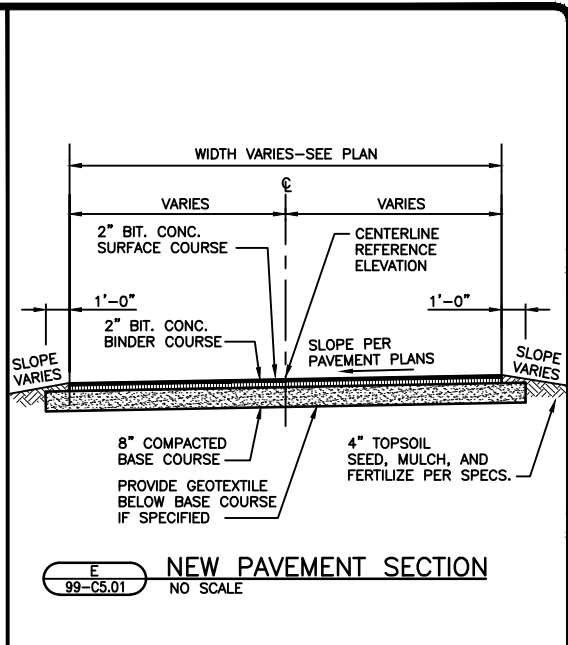 WIDTH VARIES-SEE PLAN
℄
VARIES
VARIES
2" BIT. CONC.
SURFACE COURSE
CENTERLINE
REFERENCE
ELEVATION
1'-0"
1'-0"
2" BIT. CONC.
BINDER COURSE
SLOPE PER
PAVEMENT PLANS
SLOPE
VARIES
SLOPE
VARIES
8" COMPACTED
BASE COURSE
4" TOPSOIL
SEED, MULCH, AND
FERTILIZE PER SPECS.
PROVIDE GEOTEXTILE
BELOW BASE COURSE
IF SPECIFIED
E
99-C5.01
NEW PAVEMENT SECTION
NO SCALE